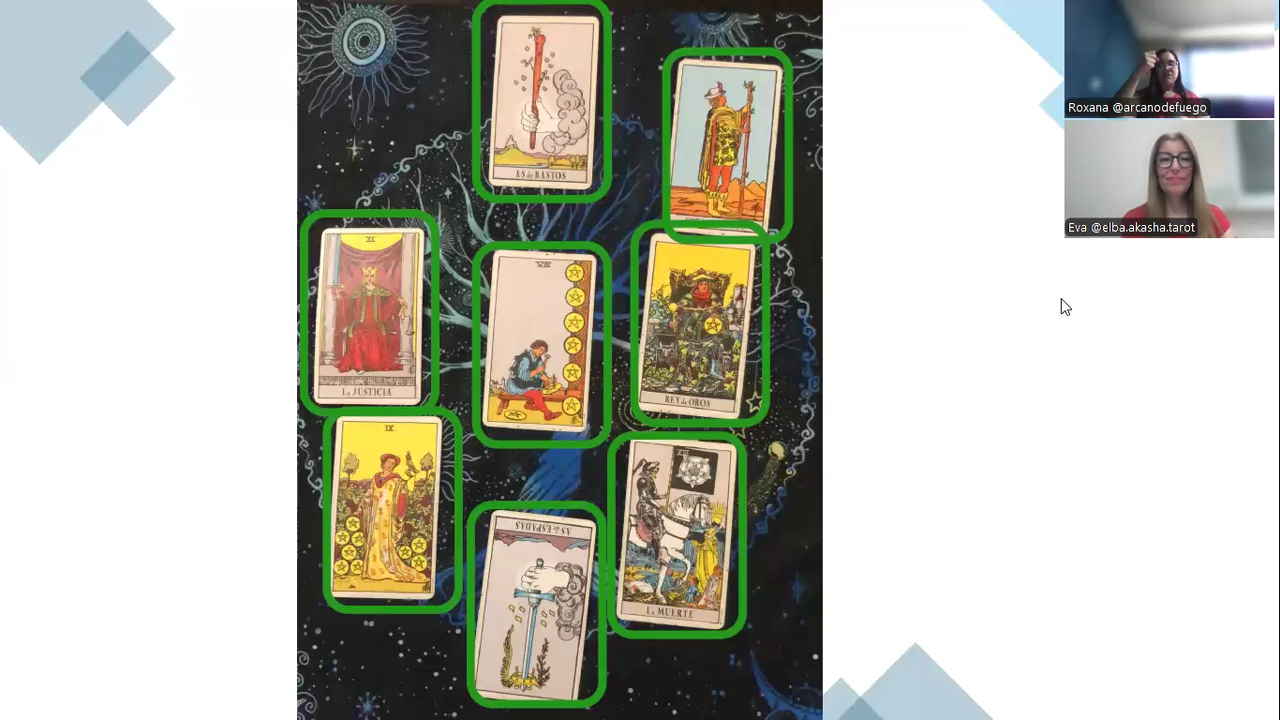 AS de BASTOS
XI
LA JUSTICIA
VIII
REY de OROS
IX
XIII
LA MUERTE
AS de ESPADAS
Roxana @arcanodefuego
Eva @elba.akasha.tarot